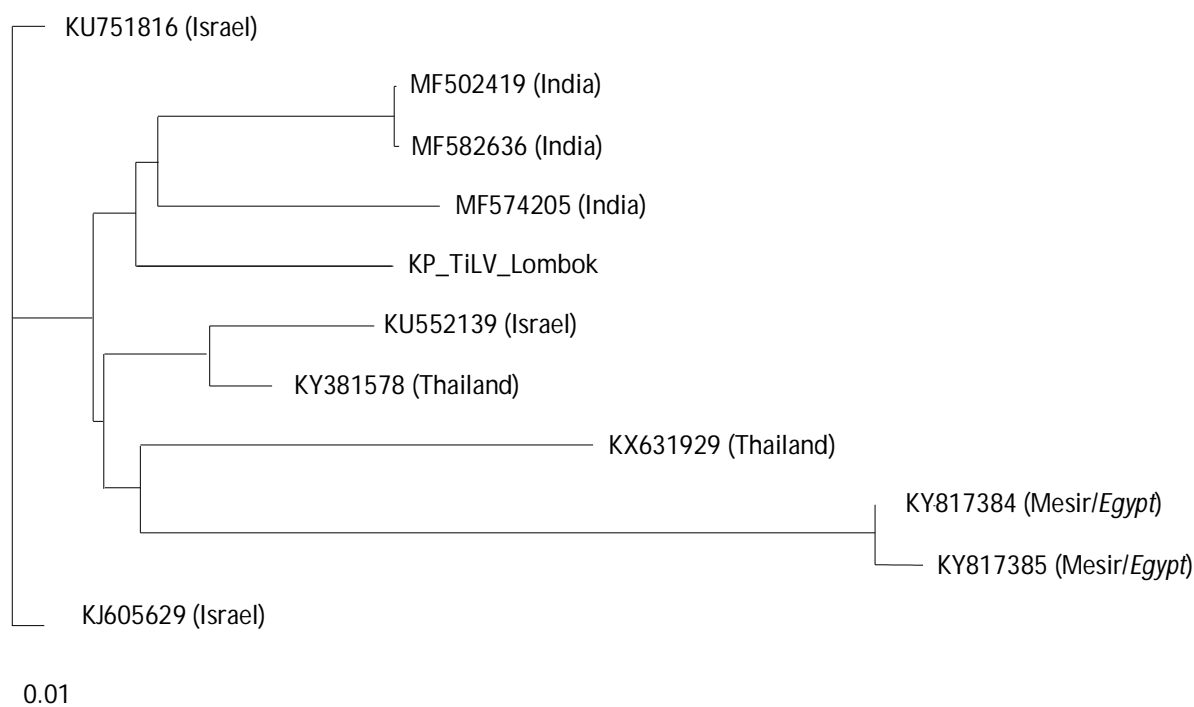 KU751816 (Israel)
MF502419 (India)
MF582636 (India)
MF574205 (India)
KP_TiLV_Lombok
KU552139 (Israel)
KY381578 (Thailand)
KX631929 (Thailand)
KY817384 (Mesir/Egypt)
KY817385 (Mesir/Egypt)
KJ605629 (Israel)
0.01